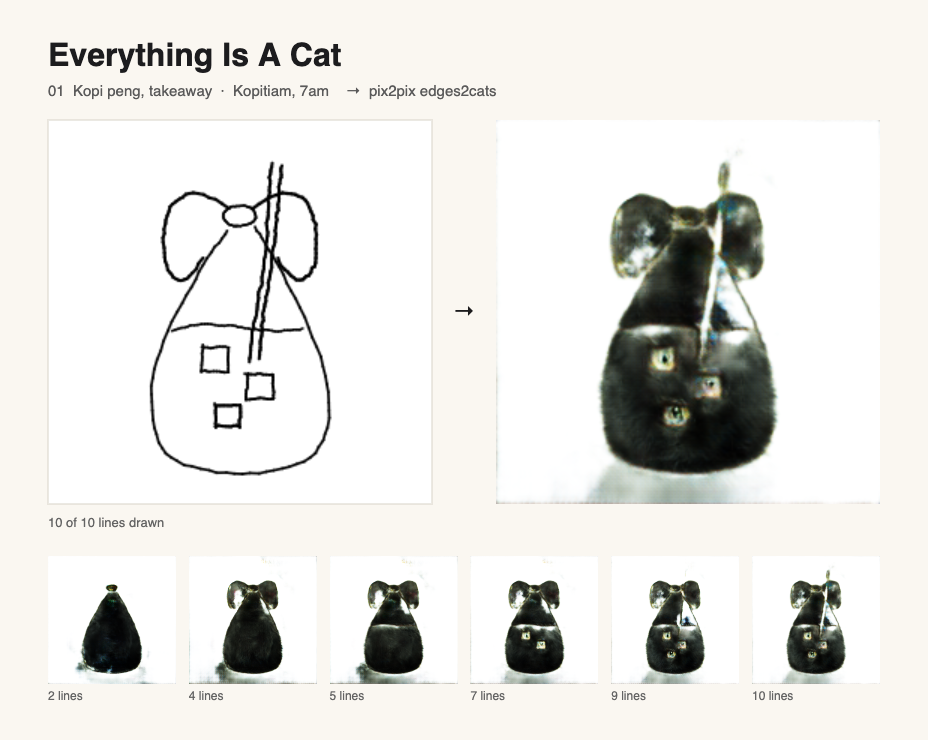 Everything Is A Cat
01 Kopi peng, takeaway · Kopitiam, 7am → pix2pix edges2cats
→
10 of 10 lines drawn
2 lines
4 lines
5 lines
7 lines
9 lines
10 lines